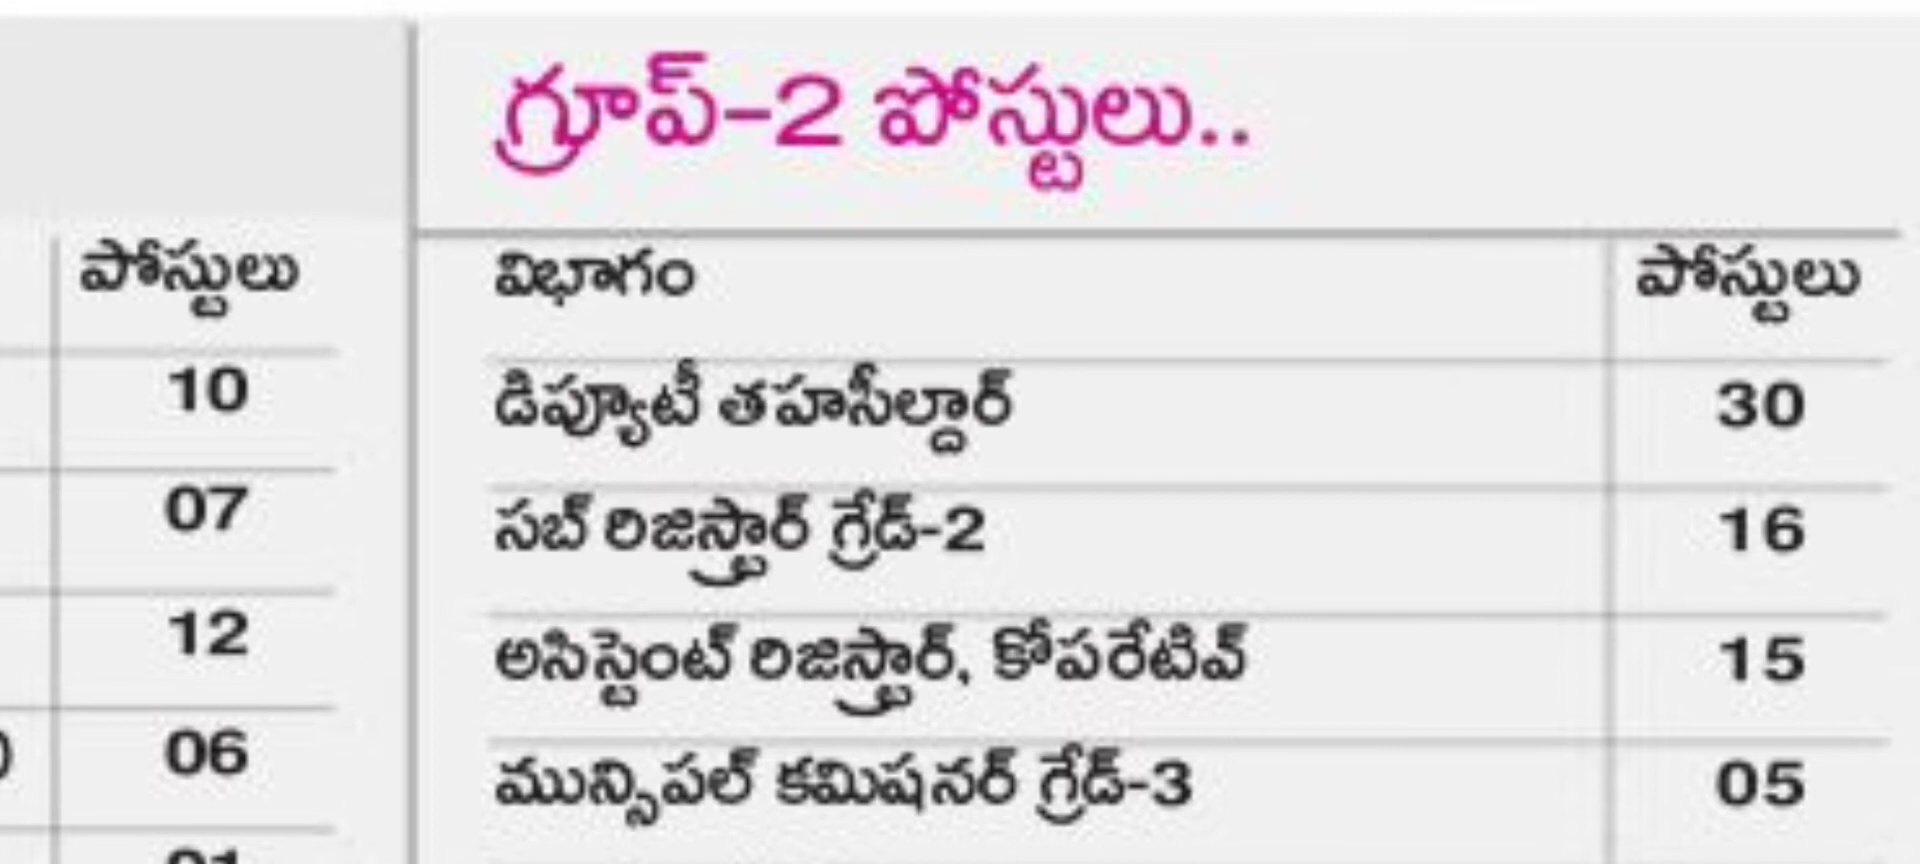 పోస్టులు
10
07
12
06
గ్రూప్-2 పోస్టులు..
విభాగం పోస్టులు
డిప్యూటీ తహసీల్దార్ 30
సబ్ రిజిస్ట్రార్ గ్రేడ్-2 16
అసిస్టెంట్ రిజిస్ట్రార్, కోపరేటివ్ 15
మున్సిపల్ కమిషనర్ గ్రేడ్-3 05